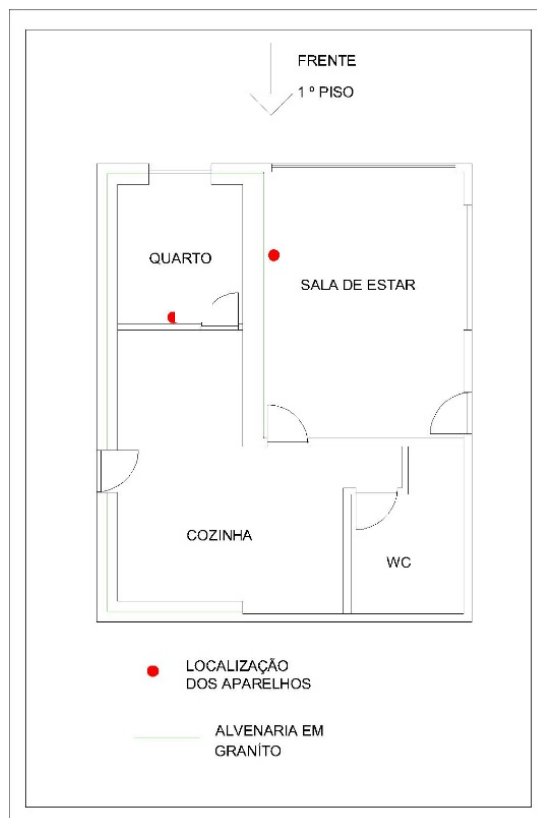 FRENTE
1 º PISO
QUARTO
SALA DE ESTAR
COZINHA
WC
LOCALIZAÇÃO
DOS APARELHOS
ALVENARIA EM
GRANÍTO